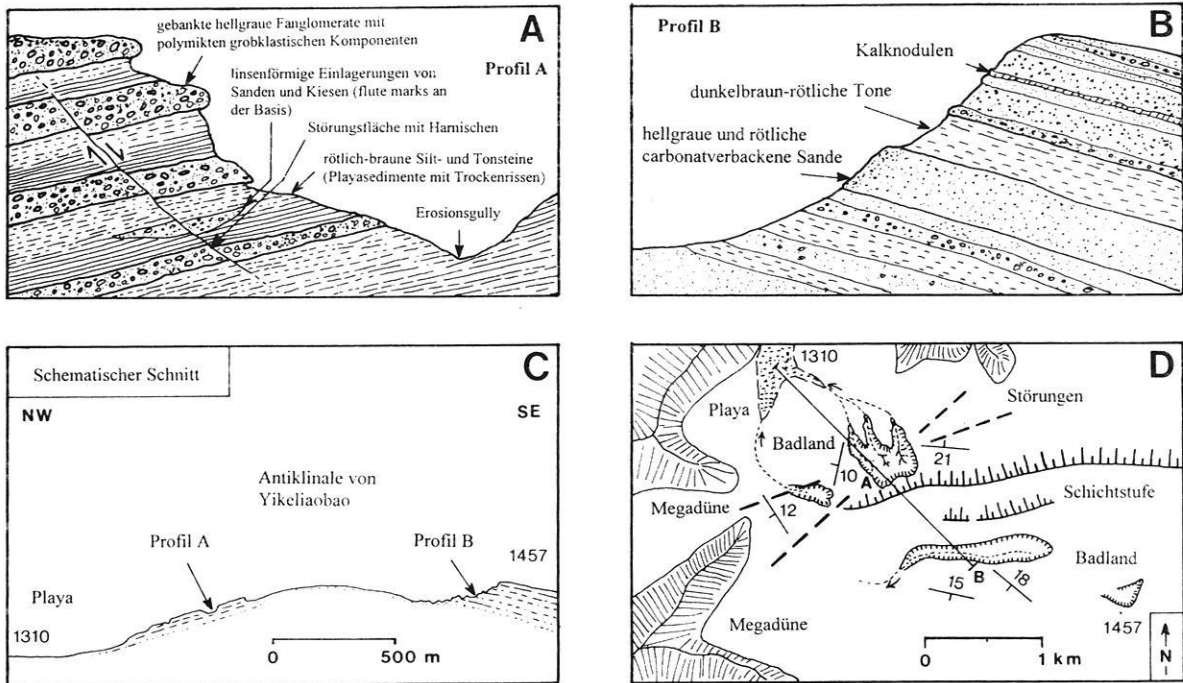 A
Profil A
gebankte hellgraue Fanglomerate mit
polymikten grobklastischen Komponenten
linsenförmige Einlagerungen von
Sanden und Kiesen (flute marks an
der Basis)
Störungsfläche mit Harnischen
rötlich-braune Silt- und Tonsteine
(Playasedimente mit Trockenrissen)
Erosionsgully
B
Profil B
Kalknodulen
dunkelbraun-rötliche Tone
hellgraue und rötliche
carbonatverbackene Sande
C
Schematischer Schnitt
NW
SE
Antiklinale von
Yikeliaobao
Profil A
Profil B
1457
Playa
1310
0 500 m
D
1310
Störungen
Playa
Badland
21
10
A
Schichtstufe
Megadüne
12
Badland
15
B
18
1457
Megadüne
0 1 km
N